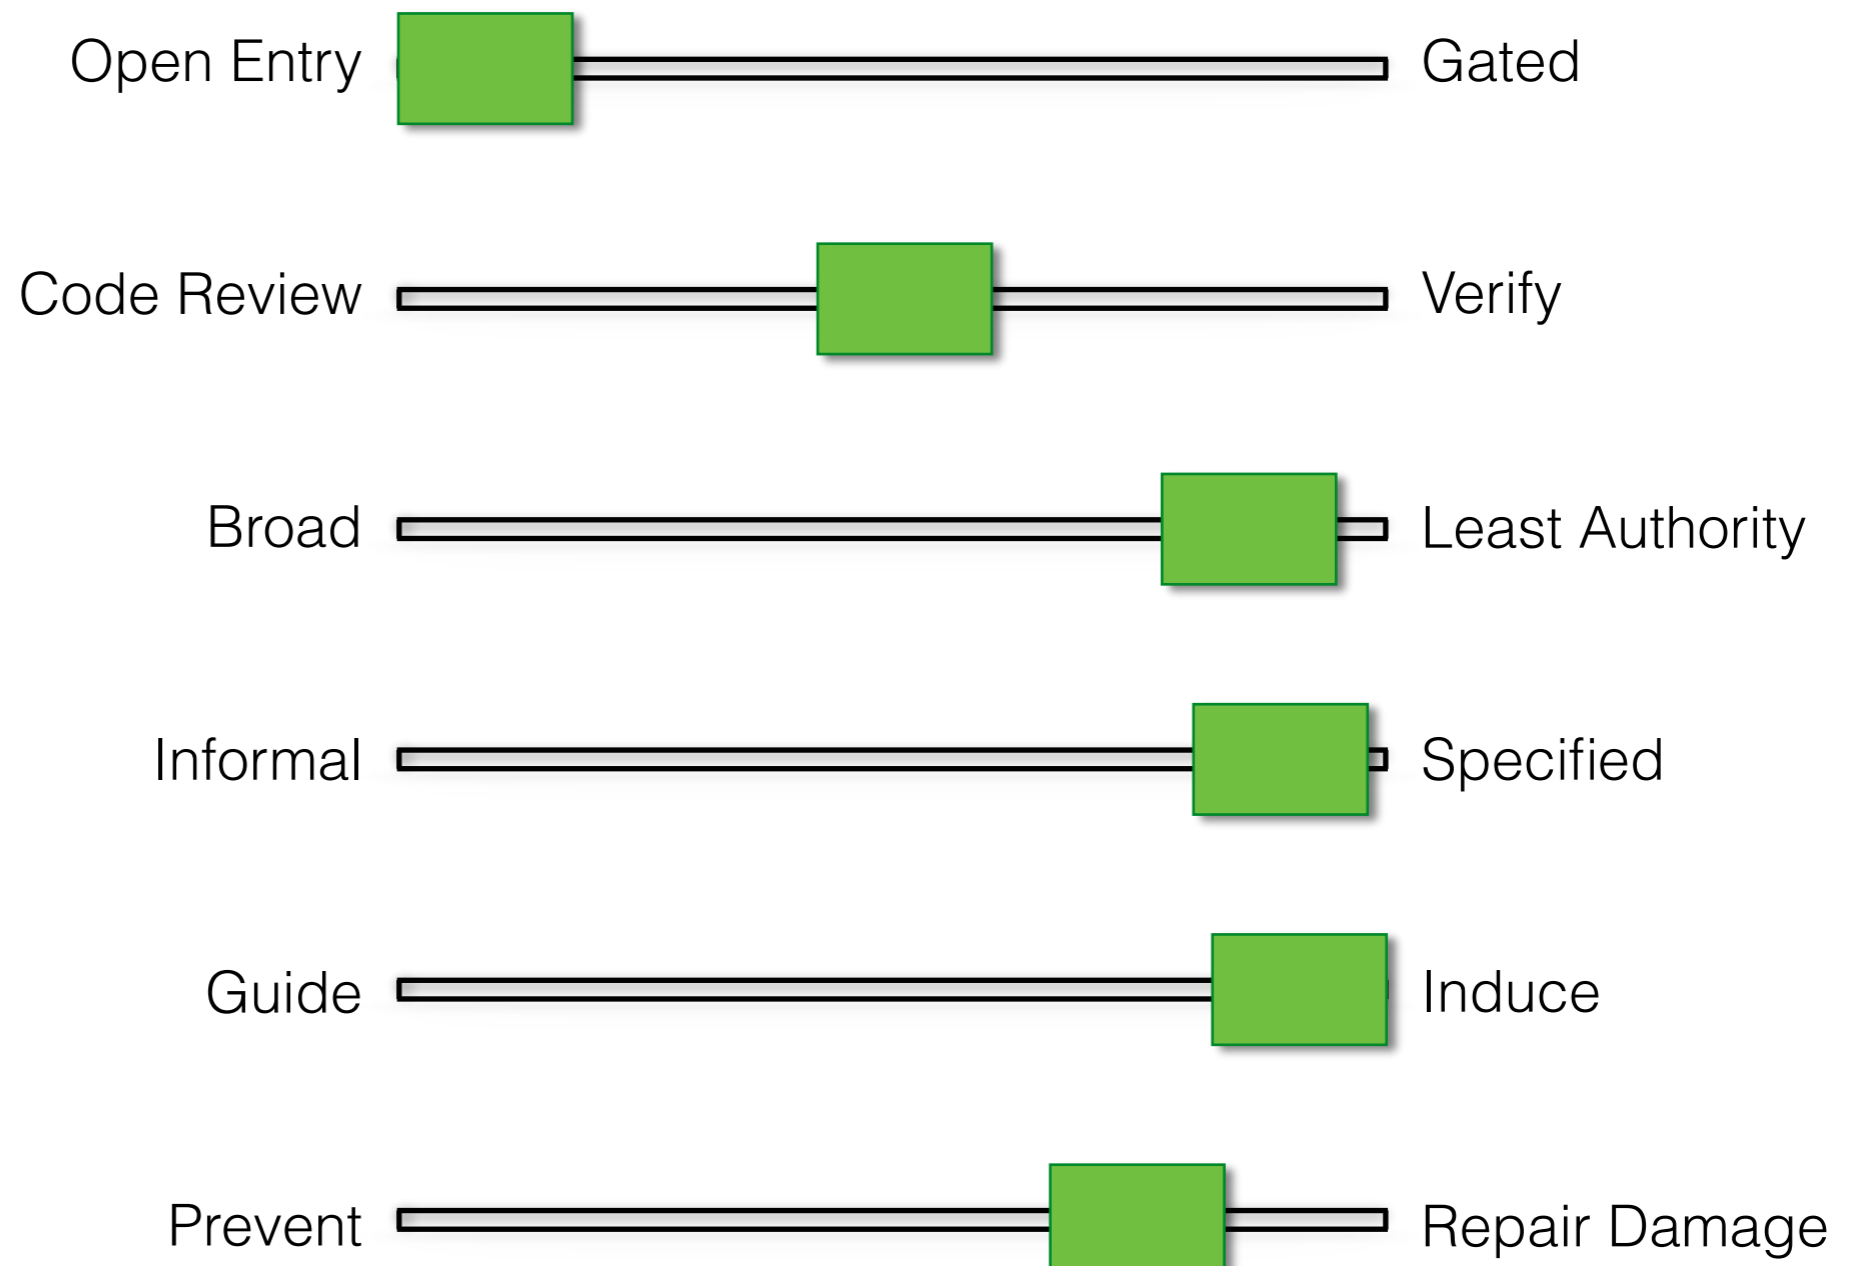 Open Entry Gated
Code Review Verify
Broad Least Authority
Informal Specified
Guide Induce
Prevent Repair Damage